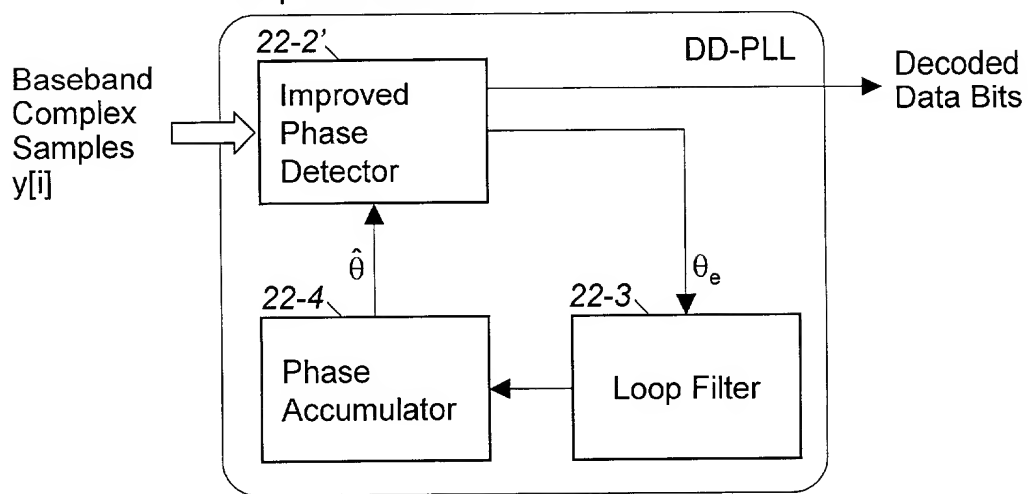 22-2'
DD-PLL
Baseband
Complex
Samples
y[i]
Improved
Phase
Detector
Decoded
Data Bits
θ̂
θe
22-4
22-3
Phase
Accumulator
Loop Filter